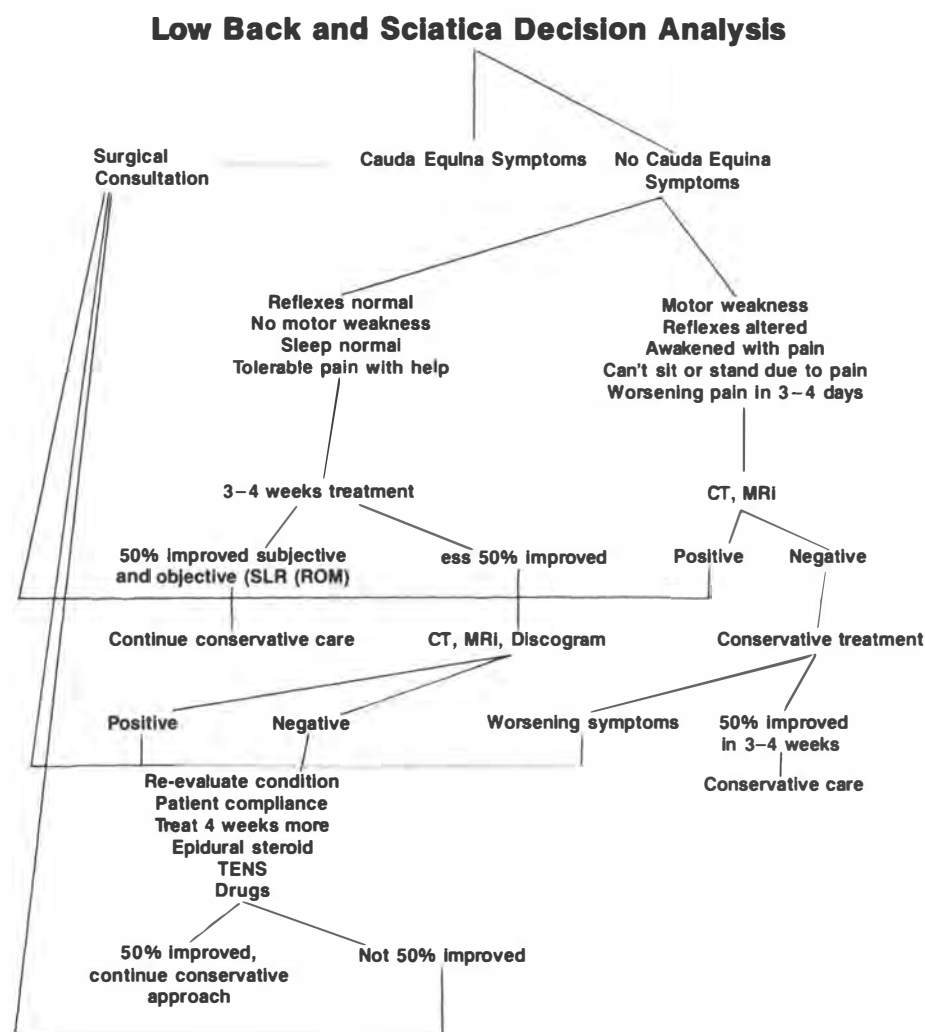 Low Back and Sciatica Decision Analysis
Surgical
Consultation
Cauda Equina Symptoms
No Cauda Equina
Symptoms
Reflexes normal
No motor weakness
Sleep normal
Tolerable pain with help
Motor weakness
Reflexes altered
Awakened with pain
Can't sit or stand due to pain
Worsening pain in 3–4 days
3–4 weeks treatment
CT, MRi
50% improved subjective
and objective (SLR (ROM)
ess 50% improved
Positive
Negative
Continue conservative care
CT, MRi, Discogram
Conservative treatment
Positive
Negative
Worsening symptoms
50% improved
in 3–4 weeks
Conservative care
Re-evaluate condition
Patient compliance
Treat 4 weeks more
Epidural steroid
TENS
Drugs
50% improved,
continue conservative
approach
Not 50% improved